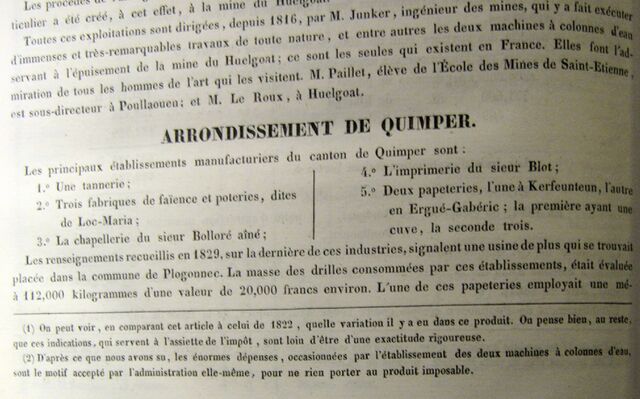 Les procédés de
ticulier a été créé, à cet effet, à la mine du Huelgoat.
Toutes ces exploitations sont dirigées, depuis 1816, par M. Junker, ingénieur des mines, qui y a fait exécuter
d'immenses et très-remarquables travaux de toute nature, et entre autres les deux machines à colonnes d'eau
servant à l'épuisement de la mine du Huelgoat; ce sont les seules qui existent en France. Elles font l'ad-
miration de tous les hommes de l'art qui les visitent. M. Paillet, élève de l'École des Mines de Saint-Etienne,
est sous-directeur à Poullaouen; et M. Le Roux, à Huelgoat.
ARRONDISSEMENT DE QUIMPER.
Les principaux établissements manufacturiers du canton de Quimper sont :
1.º Une tannerie;
2.º Trois fabriques de faïence et poteries, dites
de Loc-Maria;
3.º La chapellerie du sieur Bolloré aîné;
4.º L'imprimerie du sieur Blot;
5.º Deux papeteries, l'une à Kerfeunteun, l'autre
en Ergué-Gabéric; la première ayant une
cuve, la seconde trois.
Les renseignements recueillis en 1829, sur la dernière de ces industries, signalent une usine de plus qui se trouvait
placée dans la commune de Plogonnec. La masse des drilles consommées par ces établissements, était évaluée
à 112,000 kilogrammes d'une valeur de 20,000 francs environ. L'une de ces papeteries employait une mé-
(1) On peut voir, en comparant cet article à celui de 1822, quelle variation il y a eu dans ce produit. On pense bien, au reste,
que ces indications, qui servent à l'assiette de l'impôt, sont loin d'être d'une exactitude rigoureuse.
(2) D'après ce que nous avons su, les énormes dépenses, occasionnées par l'établissement des deux machines à colonnes d'eau,
sont le motif accepté par l'administration elle-même, pour ne rien porter au produit imposable.